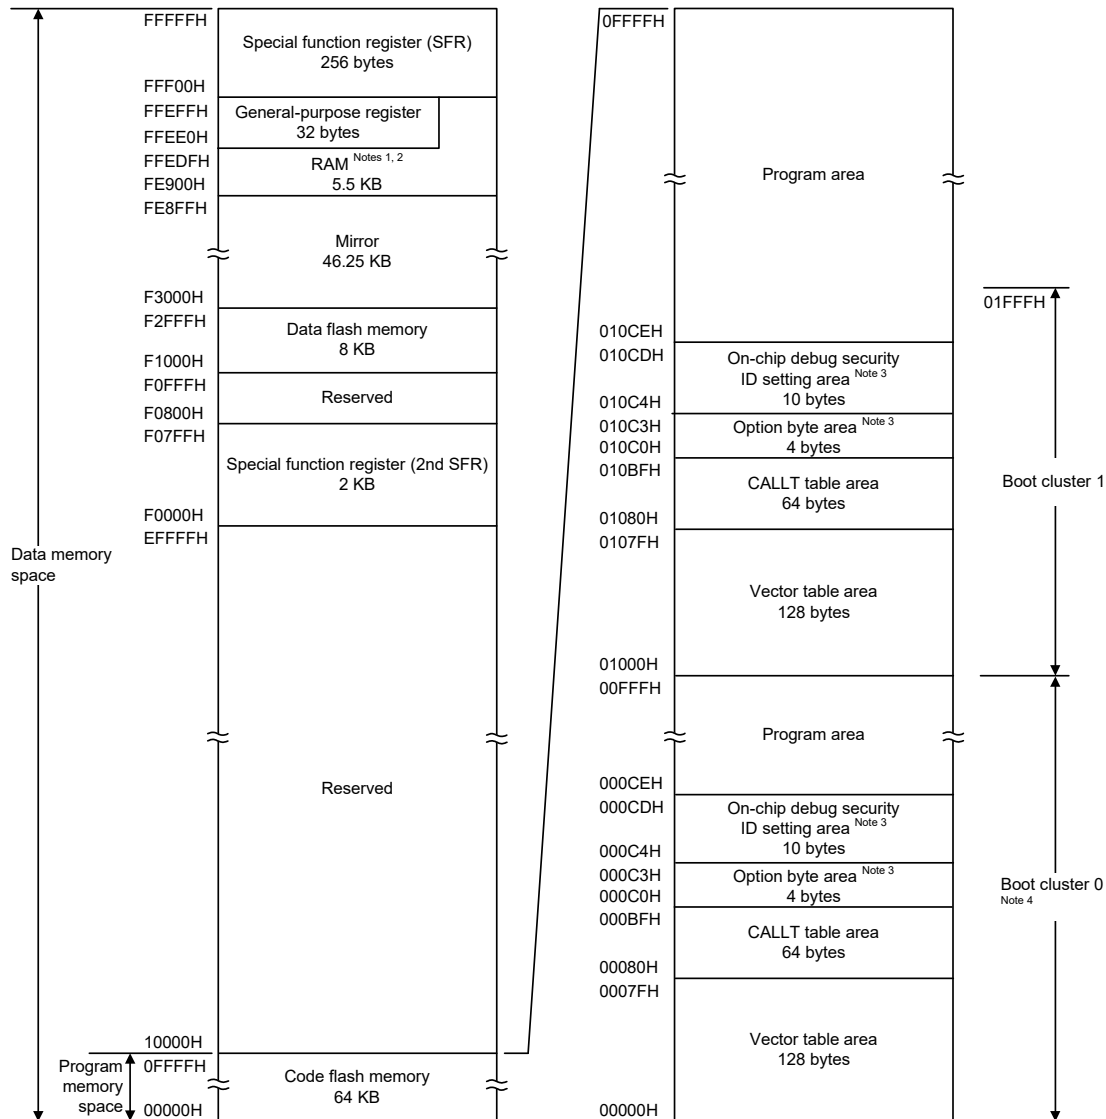 FFFFFH
Special function register (SFR)
256 bytes
FFF00H
FFEFFH
General-purpose register
32 bytes
FFEE0H
FFEDFH
RAM Notes 1, 2
5.5 KB
FE900H
FE8FFH
Mirror
46.25 KB
F3000H
F2FFFH
Data flash memory
8 KB
F1000H
F0FFFH
Reserved
F0800H
F07FFH
Special function register (2nd SFR)
2 KB
F0000H
EFFFFH
Data memory
space
Reserved
10000H
0FFFFH
Program
memory
space
Code flash memory
64 KB
00000H
0FFFFH
Program area
01FFFH
010CEH
010CDH
On-chip debug security
ID setting area Note 3
10 bytes
010C4H
010C3H
Option byte area Note 3
4 bytes
010C0H
010BFH
CALLT table area
64 bytes
01080H
0107FH
Boot cluster 1
Vector table area
128 bytes
01000H
00FFFH
Program area
000CEH
000CDH
On-chip debug security
ID setting area Note 3
10 bytes
000C4H
000C3H
Option byte area Note 3
4 bytes
000C0H
000BFH
Boot cluster 0
Note 4
CALLT table area
64 bytes
00080H
0007FH
Vector table area
128 bytes
00000H